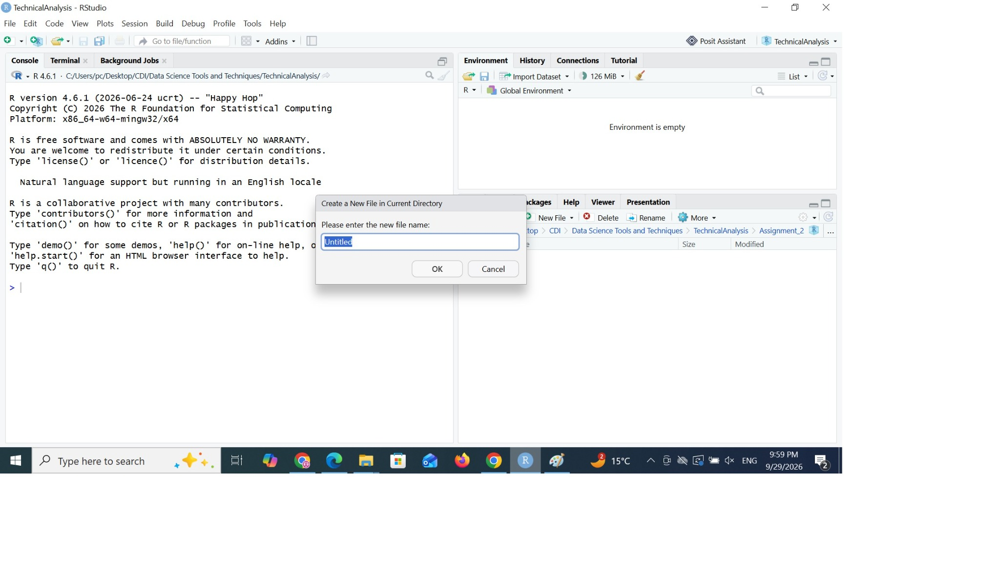 TechnicalAnalysis - RStudio
File Edit Code View Plots Session Build Debug Profile Tools Help
Go to file/function Addins Posit Assistant TechnicalAnalysis
Console Terminal Background Jobs
R 4.6.1 · C:/Users/pc/Desktop/CDI/Data Science Tools and Techniques/TechnicalAnalysis/
R version 4.6.1 (2026-06-24 ucrt) -- "Happy Hop"
Copyright (C) 2026 The R Foundation for Statistical Computing
Platform: x86_64-w64-mingw32/x64
R is free software and comes with ABSOLUTELY NO WARRANTY.
You are welcome to redistribute it under certain conditions.
Type 'license()' or 'licence()' for distribution details.
Natural language support but running in an English locale
R is a collaborative project with many contributors.
Type 'contributors()' for more information and
'citation()' on how to cite R or R packages in publication
Type 'demo()' for some demos, 'help()' for on-line help, o
'help.start()' for an HTML browser interface to help.
Type 'q()' to quit R.
>
Environment History Connections Tutorial
Import Dataset 126 MiB List
R Global Environment
Environment is empty
Create a New File in Current Directory
Please enter the new file name:
Untitled
OK Cancel
ckages Help Viewer Presentation
New File Delete Rename More
top CDI Data Science Tools and Techniques TechnicalAnalysis Assignment_2 ...
e Size Modified
Type here to search
2 15°C ENG
9:59 PM
9/29/2026
2